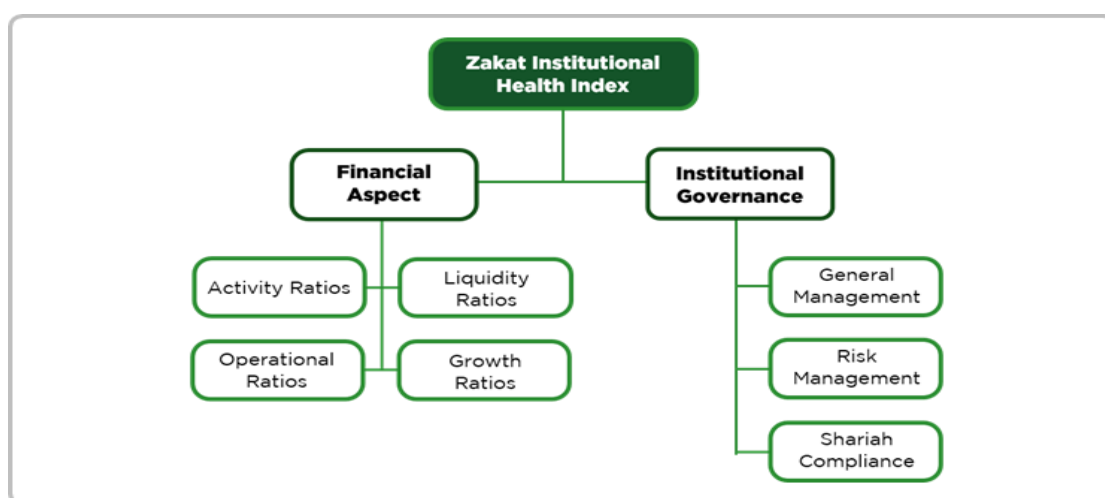 Zakat Institutional
Health Index
Financial
Aspect
Institutional
Governance
Activity Ratios
Liquidity
Ratios
Operational
Ratios
Growth
Ratios
General
Management
Risk
Management
Shariah
Compliance